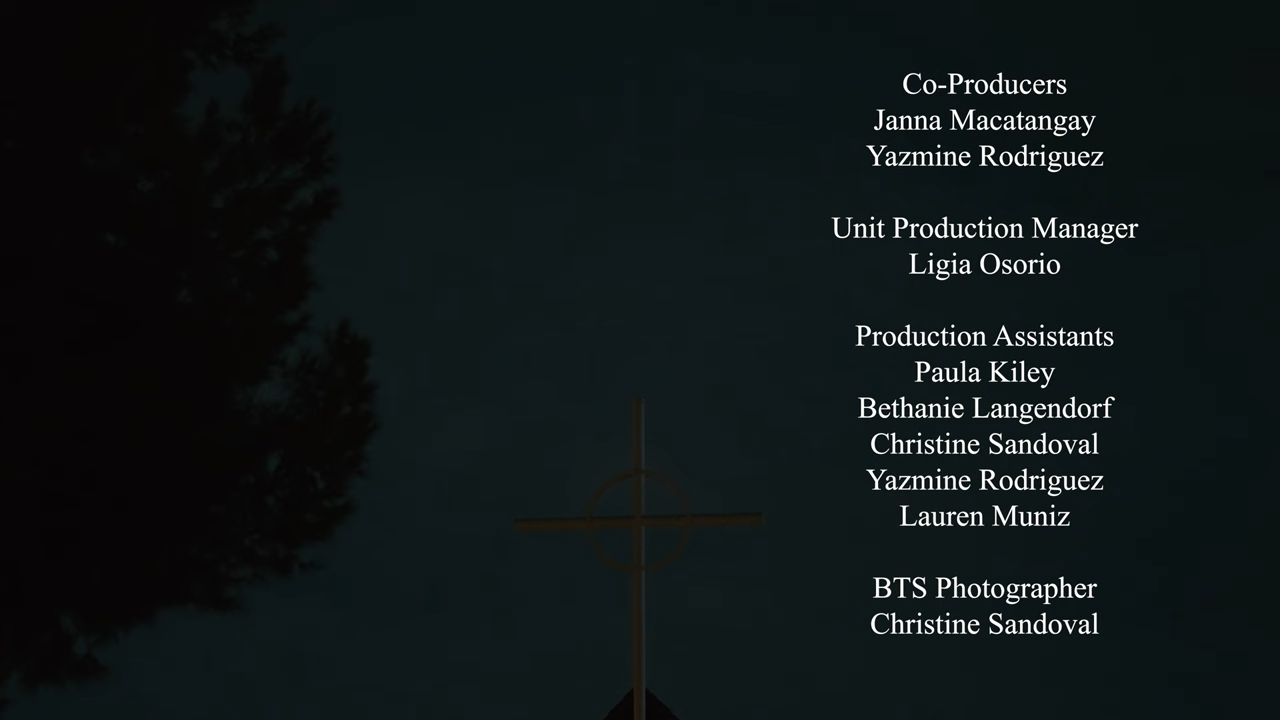 Co-Producers
Janna Macatangay
Yazmine Rodriguez
Unit Production Manager
Ligia Osorio
Production Assistants
Paula Kiley
Bethanie Langendorf
Christine Sandoval
Yazmine Rodriguez
Lauren Muniz
BTS Photographer
Christine Sandoval